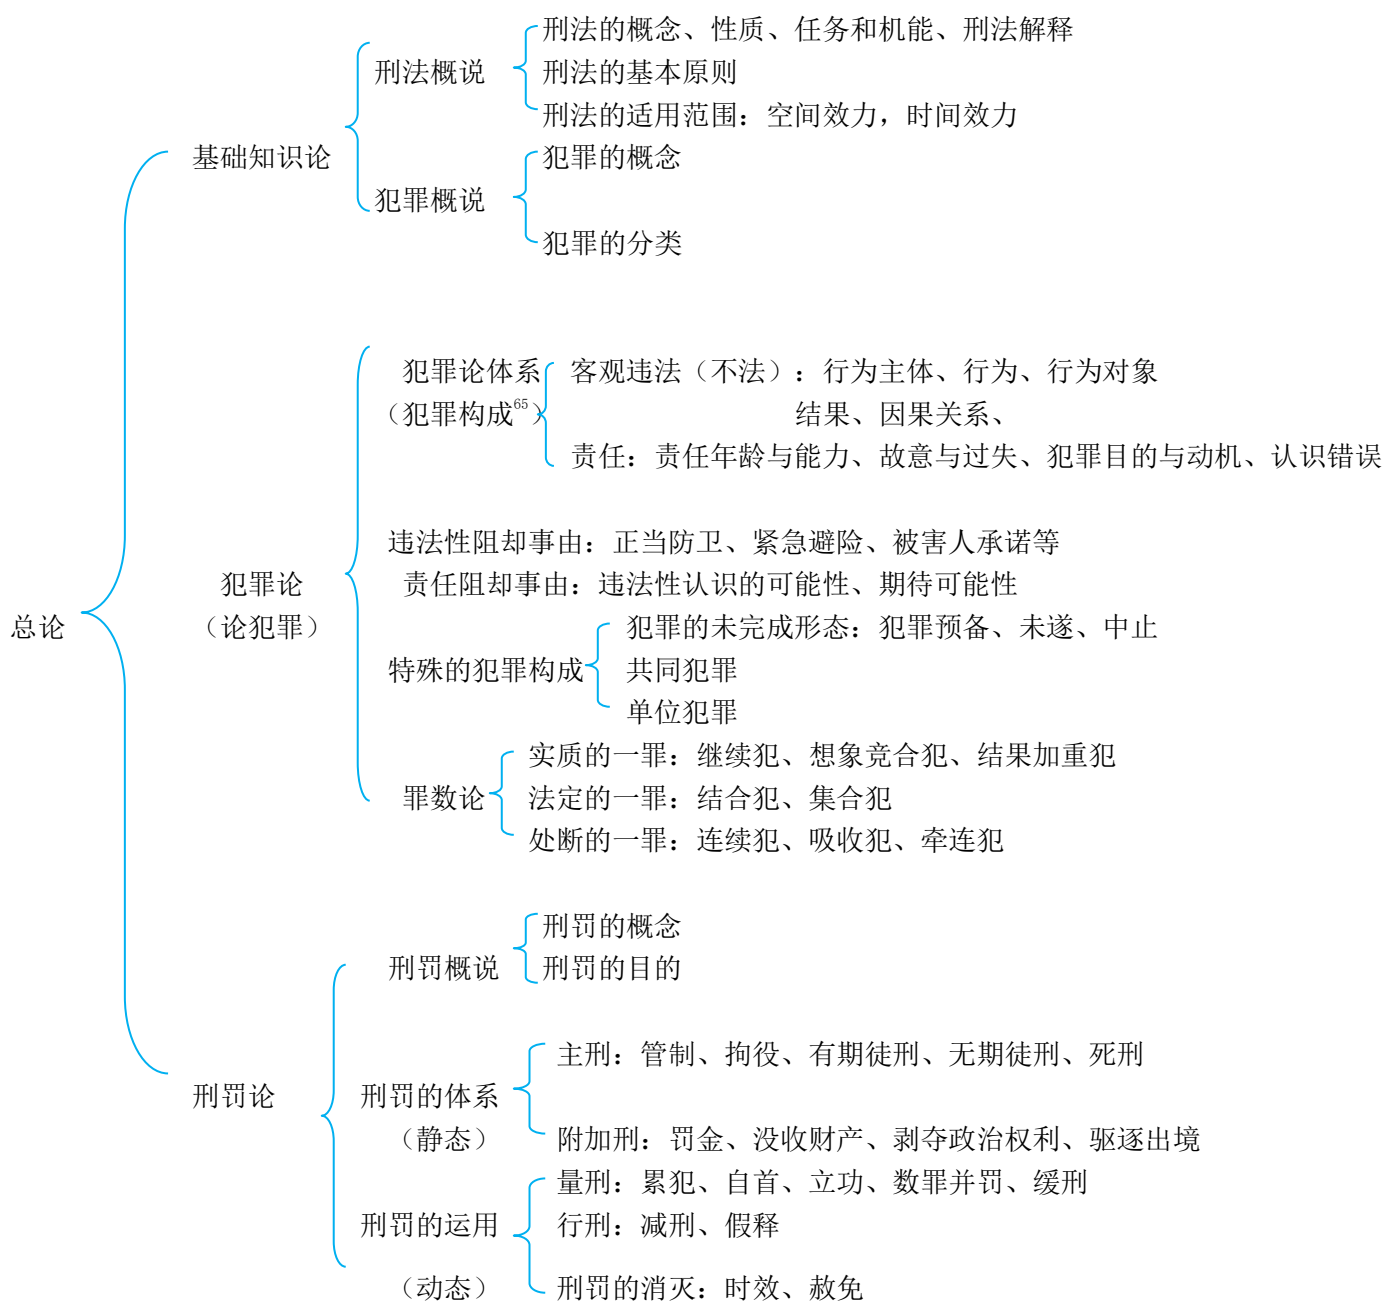 刑法的概念、性质、任务和机能、刑法解释
刑法概说
刑法的基本原则
刑法的适用范围：空间效力，时间效力
基础知识论
犯罪的概念
犯罪概说
犯罪的分类
犯罪论体系
客观违法（不法）：行为主体、行为、行为对象
（犯罪构成65）
结果、因果关系、
责任：责任年龄与能力、故意与过失、犯罪目的与动机、认识错误
违法性阻却事由：正当防卫、紧急避险、被害人承诺等
犯罪论
责任阻却事由：违法性认识的可能性、期待可能性
总论
（论犯罪）
犯罪的未完成形态：犯罪预备、未遂、中止
特殊的犯罪构成
共同犯罪
单位犯罪
实质的一罪：继续犯、想象竞合犯、结果加重犯
罪数论
法定的一罪：结合犯、集合犯
处断的一罪：连续犯、吸收犯、牵连犯
刑罚的概念
刑罚概说
刑罚的目的
主刑：管制、拘役、有期徒刑、无期徒刑、死刑
刑罚论
刑罚的体系
（静态）
附加刑：罚金、没收财产、剥夺政治权利、驱逐出境
量刑：累犯、自首、立功、数罪并罚、缓刑
刑罚的运用
行刑：减刑、假释
（动态）
刑罚的消灭：时效、赦免